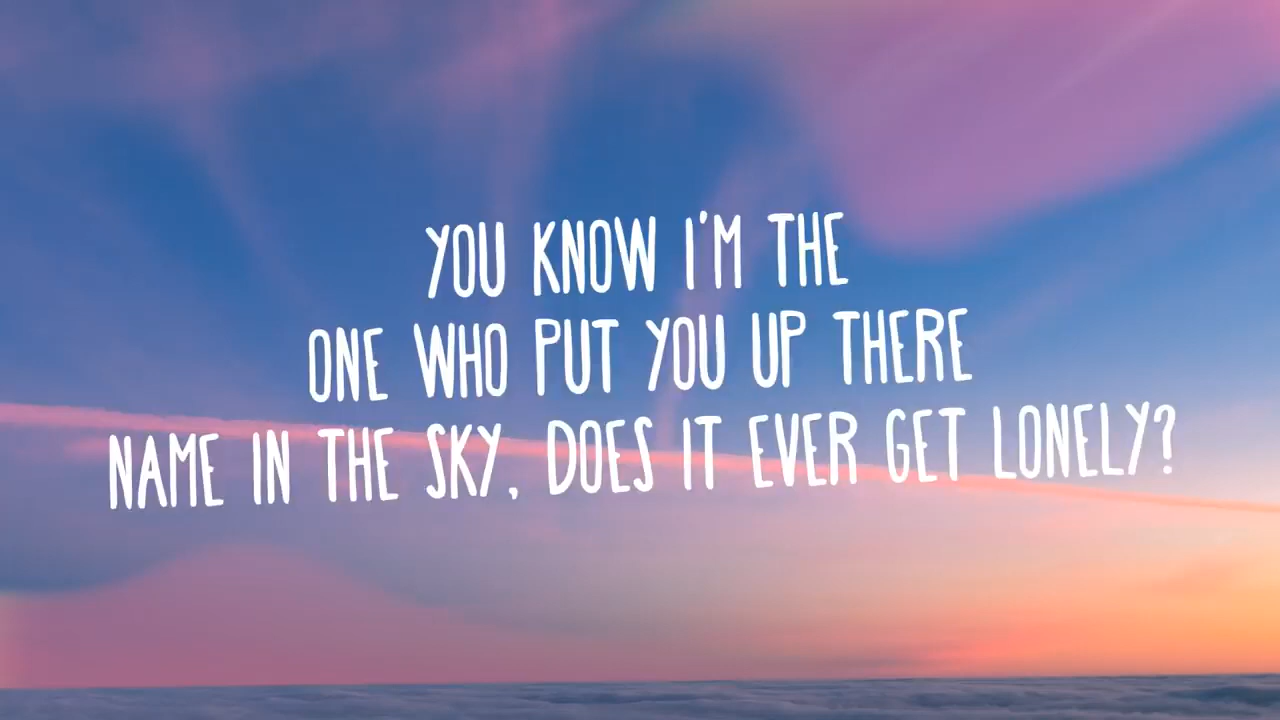 YOU KNOW I'M THE
ONE WHO PUT YOU UP THERE
NAME IN THE SKY, DOES IT EVER GET LONELY?